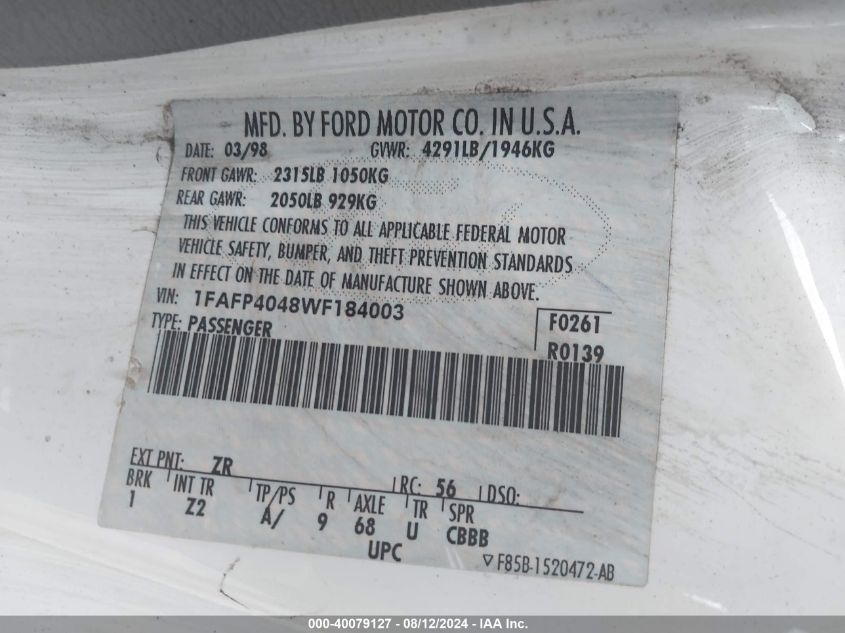 MFD. BY FORD MOTOR CO. IN U.S.A.
DATE: 03/98 GVWR: 4291LB/1946KG
FRONT GAWR: 2315LB 1050KG
REAR GAWR: 2050LB 929KG
THIS VEHICLE CONFORMS TO ALL APPLICABLE FEDERAL MOTOR
VEHICLE SAFETY, BUMPER, AND THEFT PREVENTION STANDARDS
IN EFFECT ON THE DATE OF MANUFACTURE SHOWN ABOVE.
VIN: 1FAFP4048WF184003
F0261
TYPE: PASSENGER
R0139
EXT PNT: ZR RC: 56 DSO:
BRK INT TR TP/PS R AXLE TR SPR
1 Z2 A/ 9 68 U CBBB
UPC
▽F85B-1520472-AB
000-40079127 - 08/12/2024 - IAA Inc.